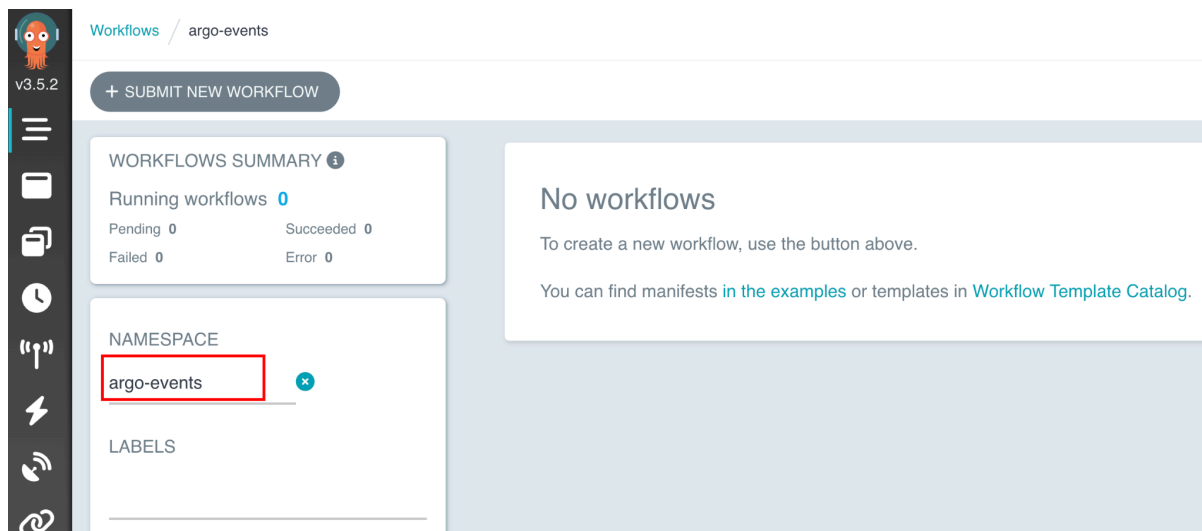 Workflows / argo-events
v3.5.2
+ SUBMIT NEW WORKFLOW
WORKFLOWS SUMMARY
Running workflows 0
Pending 0 Succeeded 0
Failed 0 Error 0
No workflows
To create a new workflow, use the button above.
You can find manifests in the examples or templates in Workflow Template Catalog.
NAMESPACE
argo-events
LABELS